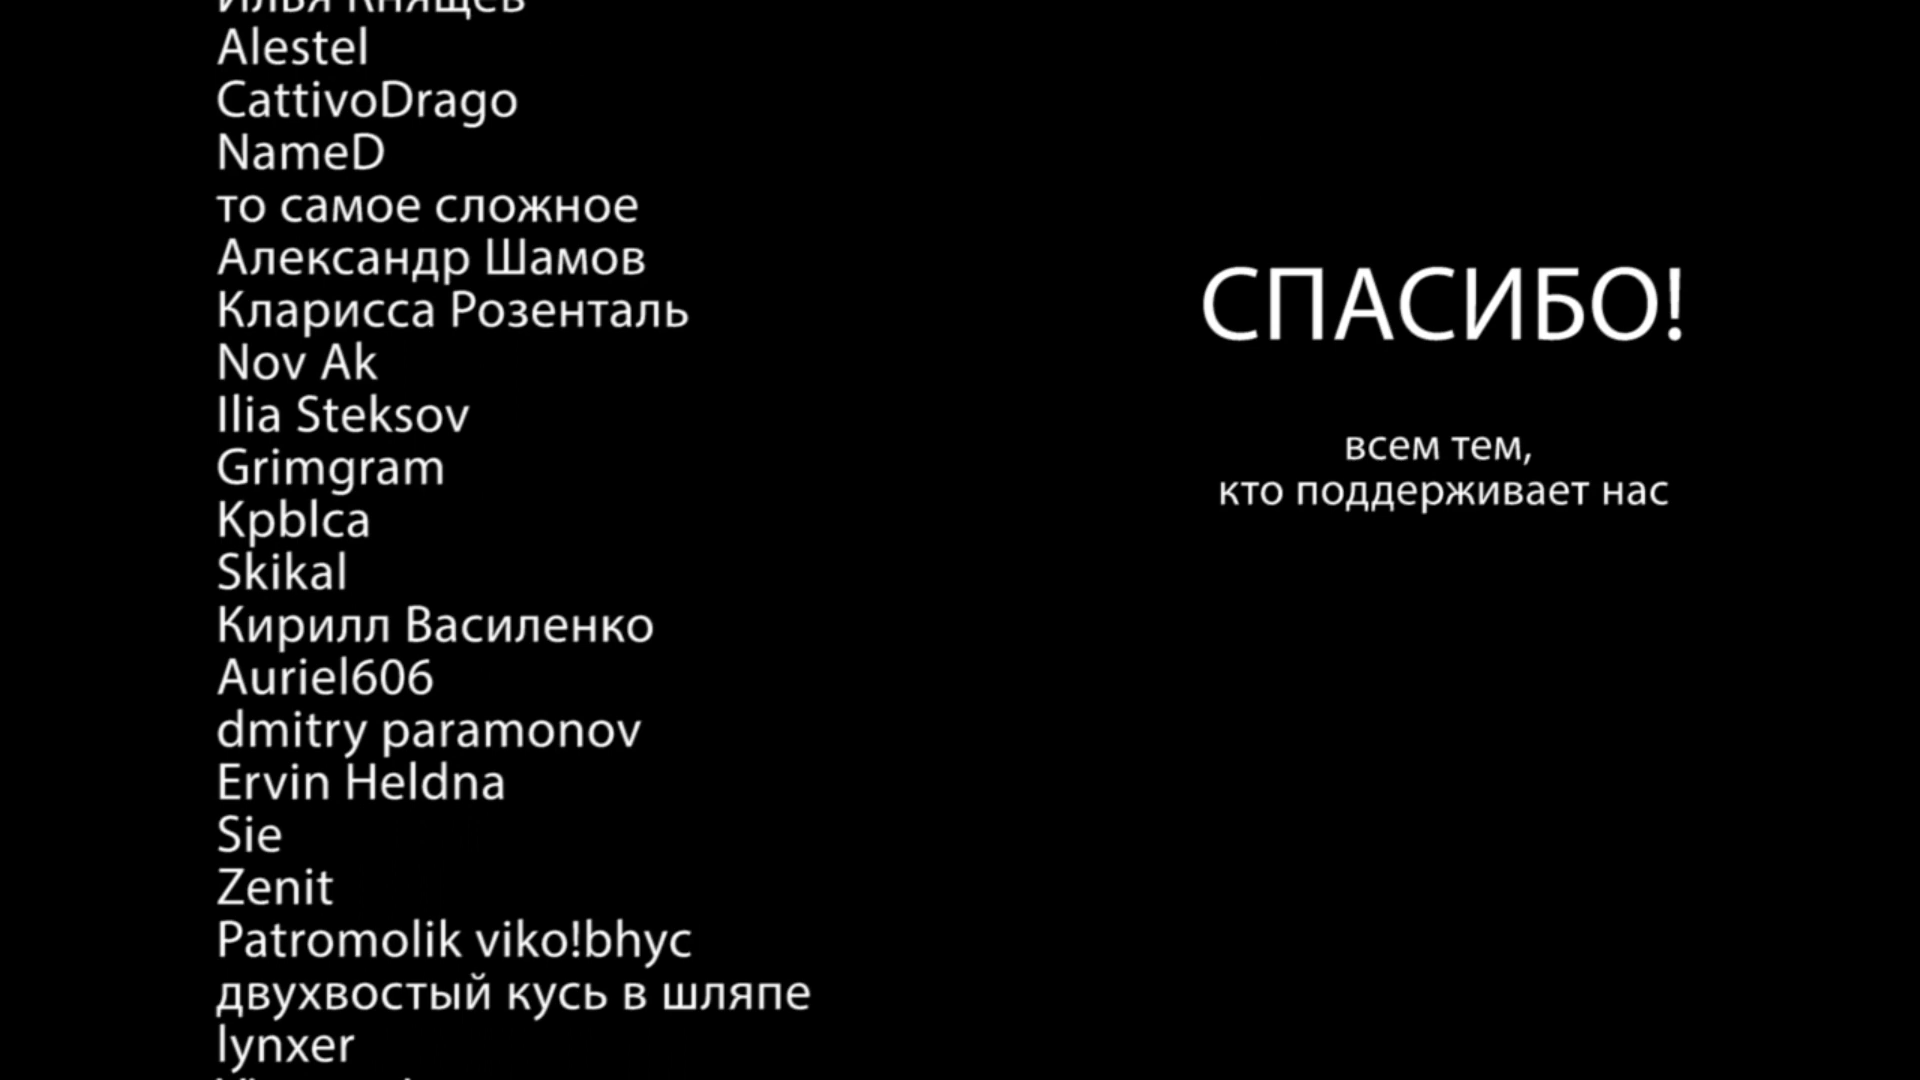 Илья Княщев
Alestel
CattivoDrago
NameD
то самое сложное
Александр Шамов
Кларисса Розенталь
Nov Ak
Ilia Steksov
Grimgram
Kpblca
Skikal
Кирилл Василенко
Auriel606
dmitry paramonov
Ervin Heldna
Sie
Zenit
Patromolik viko!bhyc
двухвостый кусь в шляпе
lynxer
СПАСИБО!
всем тем,
кто поддерживает нас